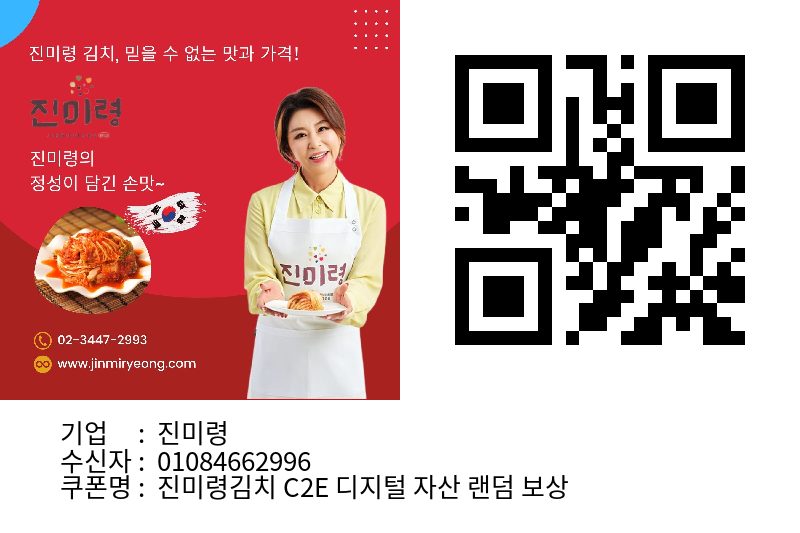 진미령 김치, 믿을 수 없는 맛과 가격!
진미령
진미령의
정성이 담긴 손맛~
진미령
02-3447-2993
www.jinmiryeong.com
기업 : 진미령
수신자 : 01084662996
쿠폰명 : 진미령김치 C2E 디지털 자산 랜덤 보상